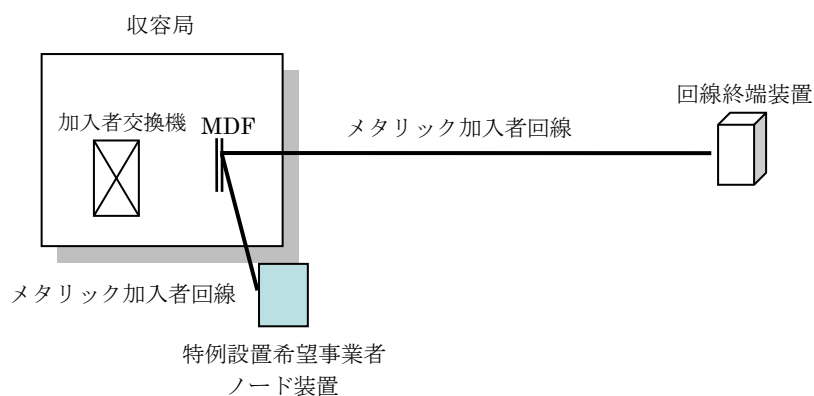 収容局
回線終端装置
加入者交換機
MDF
メタリック加入者回線
メタリック加入者回線
特例設置希望事業者
ノード装置